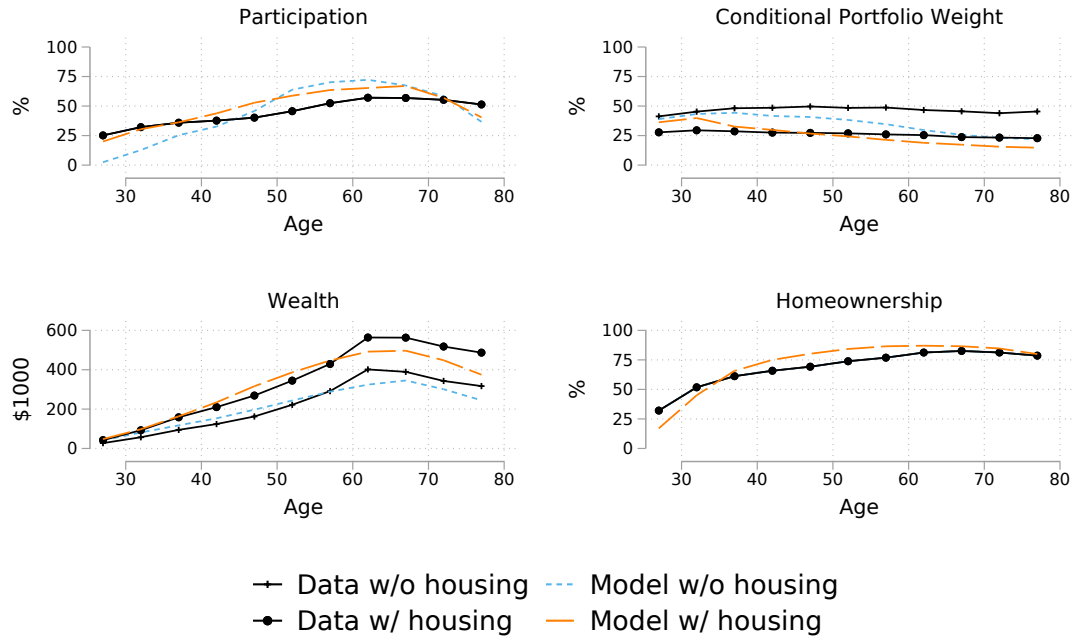 Participation
100
75
50
25
0
%
30 40 50 60 70 80
Age
Conditional Portfolio Weight
100
75
50
25
0
%
30 40 50 60 70 80
Age
Wealth
600
400
200
0
$1000
30 40 50 60 70 80
Age
Homeownership
100
75
50
25
0
%
30 40 50 60 70 80
Age
Data w/o housing Model w/o housing
Data w/ housing Model w/ housing